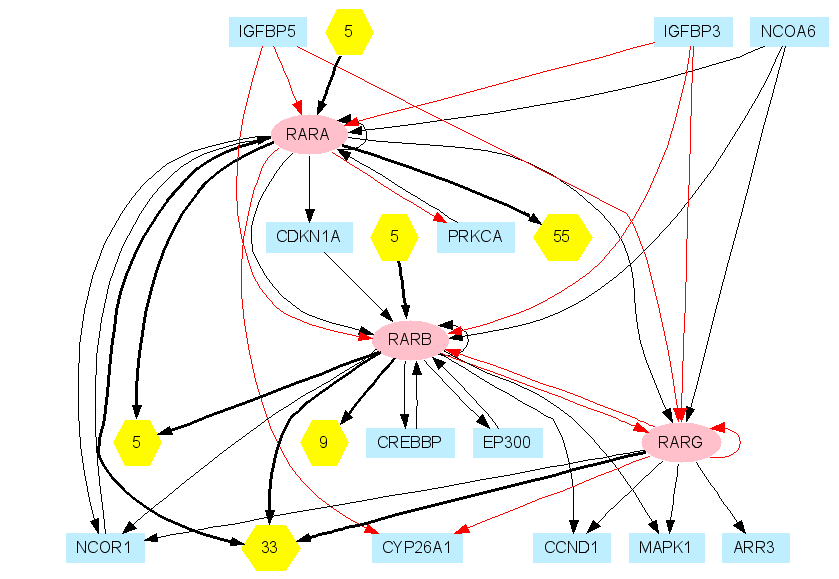 IGFBP5
5
IGFBP3
NCOA6
RARA
CDKN1A
5
PRKCA
55
RARB
5
9
CREBBP
EP300
RARG
NCOR1
33
CYP26A1
CCND1
MAPK1
ARR3